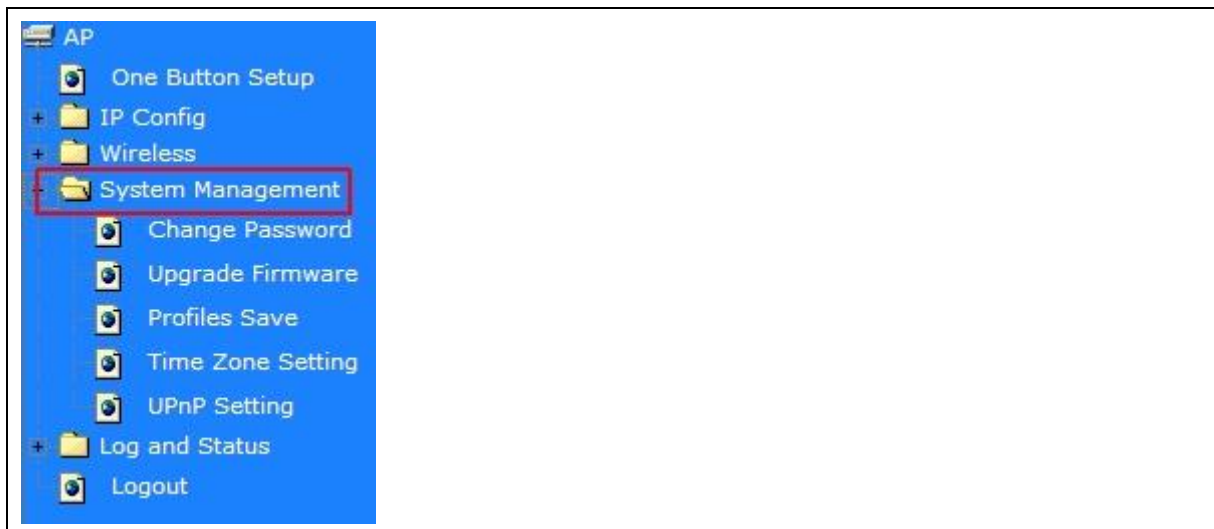 AP
One Button Setup
IP Config
Wireless
System Management
Change Password
Upgrade Firmware
Profiles Save
Time Zone Setting
UPnP Setting
Log and Status
Logout